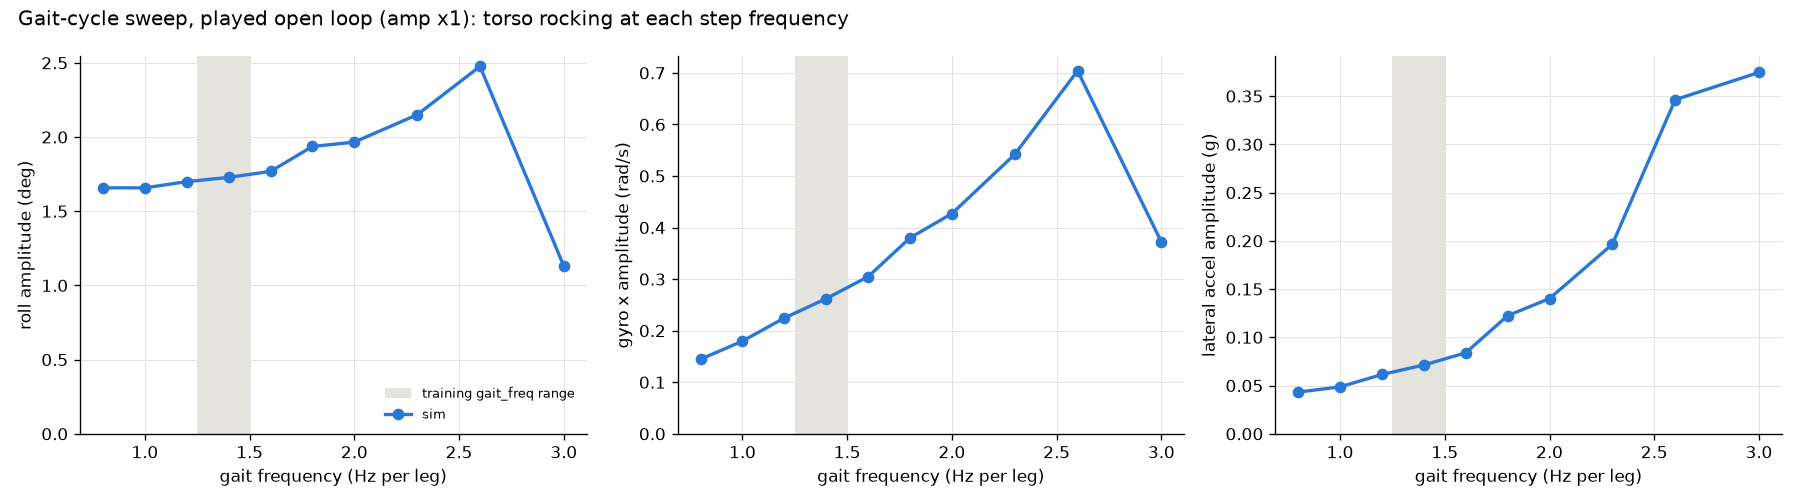 Gait-cycle sweep, played open loop (amp x1): torso rocking at each step frequency
roll amplitude (deg)
2.5
2.0
1.5
1.0
0.5
0.0
1.0 1.5 2.0 2.5 3.0
gait frequency (Hz per leg)
training gait_freq range
sim
gyro x amplitude (rad/s)
0.7
0.6
0.5
0.4
0.3
0.2
0.1
0.0
1.0 1.5 2.0 2.5 3.0
gait frequency (Hz per leg)
lateral accel amplitude (g)
0.35
0.30
0.25
0.20
0.15
0.10
0.05
0.00
1.0 1.5 2.0 2.5 3.0
gait frequency (Hz per leg)